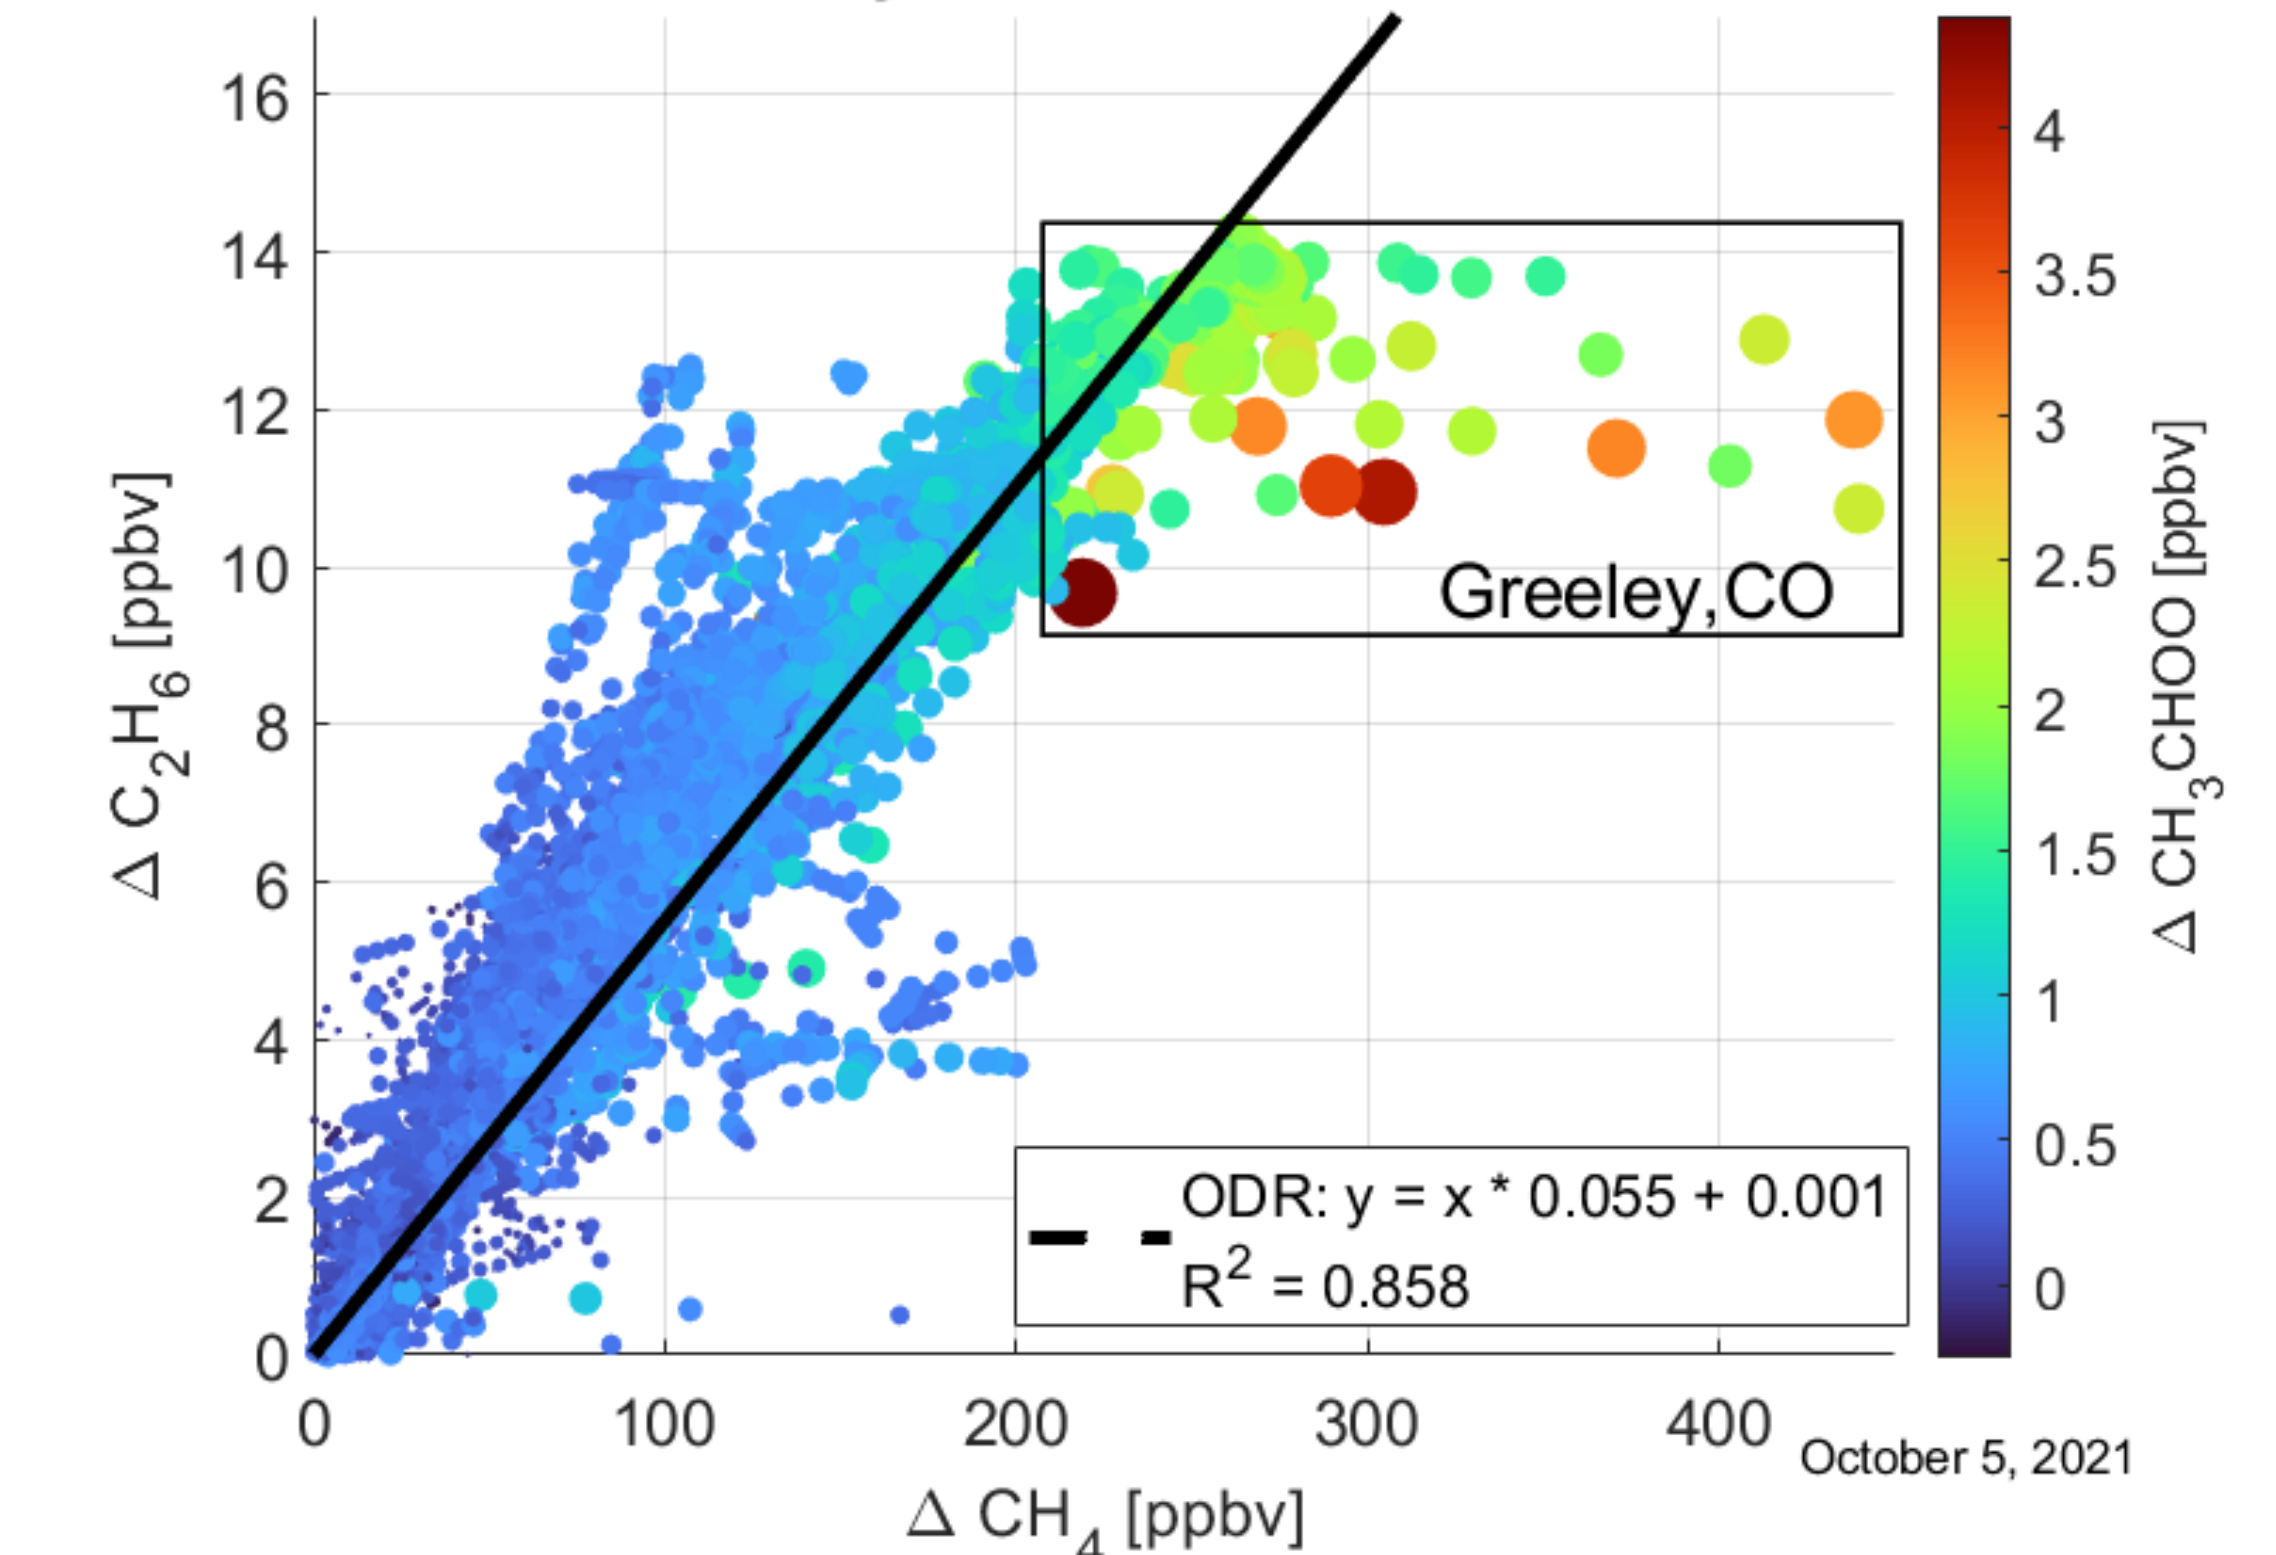 16
14
12
10
8
6
4
2
0
Δ C2H6 [ppbv]
Greeley,CO
ODR: y = x * 0.055 + 0.001
R² = 0.858
0 100 200 300 400
Δ CH4 [ppbv]
October 5, 2021
4
3.5
3
2.5
2
1.5
1
0.5
0
Δ CH3CHOO [ppbv]